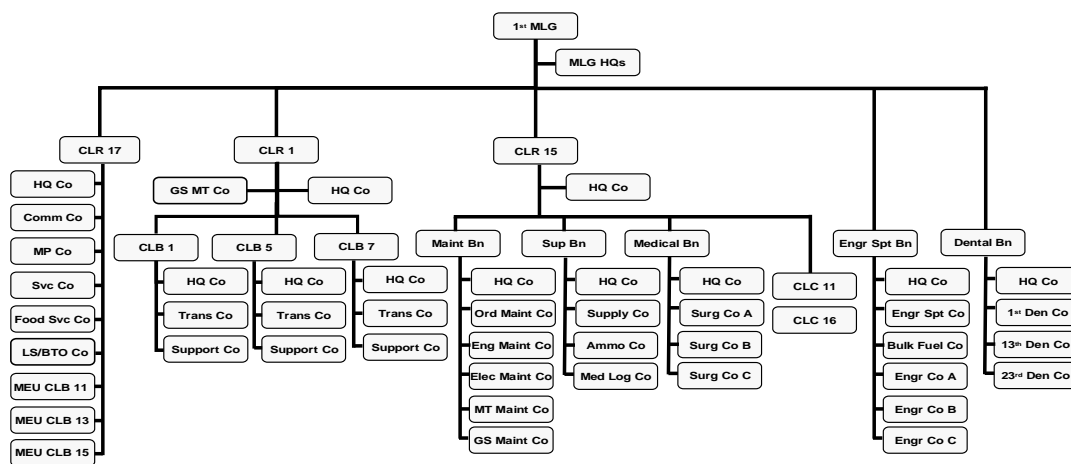 1st MLG
MLG HQs
CLR 17
CLR 1
CLR 15
HQ Co
Comm Co
MP Co
Svc Co
Food Svc Co
LS/BTO Co
MEU CLB 11
MEU CLB 13
MEU CLB 15
GS MT Co
HQ Co
CLB 1
HQ Co
Trans Co
Support Co
CLB 5
HQ Co
Trans Co
Support Co
CLB 7
HQ Co
Trans Co
Support Co
HQ Co
Maint Bn
HQ Co
Ord Maint Co
Eng Maint Co
Elec Maint Co
MT Maint Co
GS Maint Co
Sup Bn
HQ Co
Supply Co
Ammo Co
Med Log Co
Medical Bn
HQ Co
Surg Co A
Surg Co B
Surg Co C
CLC 11
CLC 16
Engr Spt Bn
HQ Co
Engr Spt Co
Bulk Fuel Co
Engr Co A
Engr Co B
Engr Co C
Dental Bn
HQ Co
1st Den Co
13th Den Co
23rd Den Co